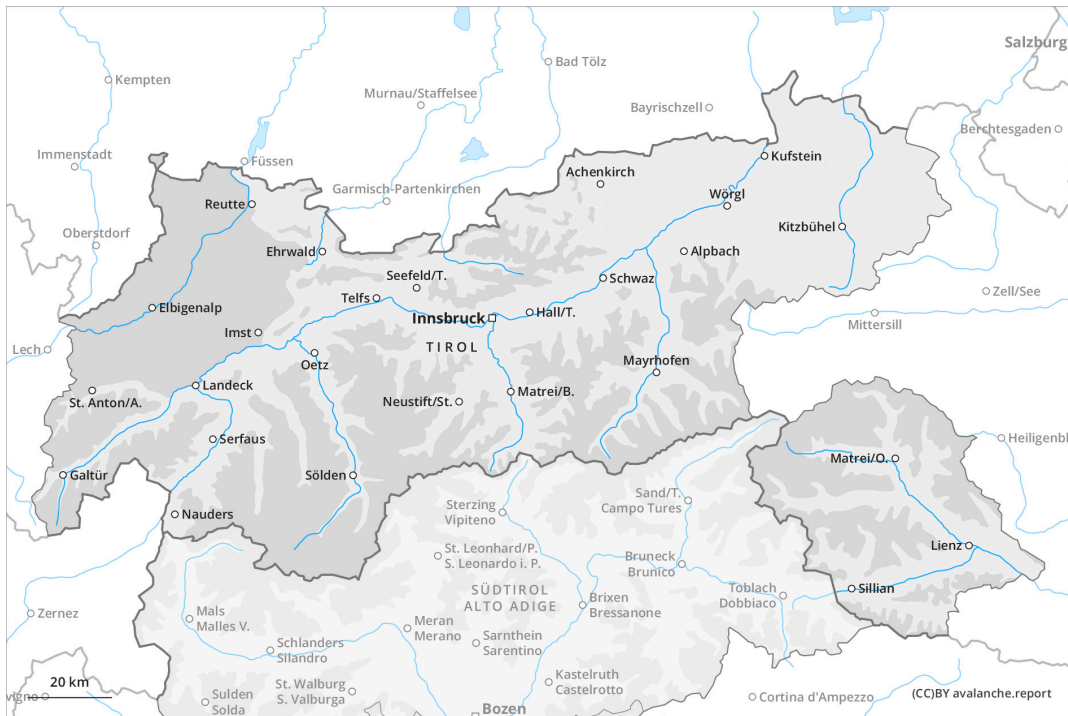 Salzburg
Kempten
Bad Tölz
Murnau/Staffelsee
Bayrischzell
Berchtesgaden
Immenstadt
Füssen
Kufstein
Achenkirch
Garmisch-Partenkirchen
Reutte
Wörgl
Oberstdorf
Kitzbühel
Ehrwald
Alpbach
Seefeld/T.
Schwaz
Telfs
Zell/See
Elbigenalp
Innsbruck
Hall/T.
Mittersill
Imst
TIROL
Lech
Oetz
Mayrhofen
Landeck
St. Anton/A.
Neustift/St.
Matrei/B.
Serfaus
Heiligenbl
Matrei/O.
Galtür
Sölden
Sand/T.
Campo Tures
Sterzing
Vipiteno
Nauders
Lienz
St. Leonhard/P.
S. Leonardo i. P.
Bruneck
Brunico
SÜDTIROL
ALTO ADIGE
Toblach
Dobbiaco
Sillian
Brixen
Bressanone
Zernez
Mals
Malles V.
Meran
Merano
Sarnthein
Sarentino
Schlanders
Silandro
20 km
Kastelruth
Castelrotto
St. Walburg
S. Valburga
vigno
Sulden
Solda
Cortina d'Ampezzo
(CC)BY avalanche.report
Bozen